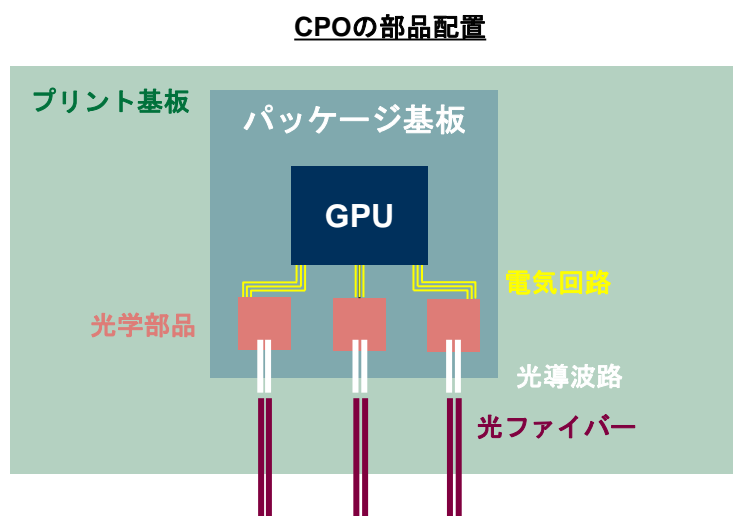 CPOの部品配置
プリント基板
パッケージ基板
GPU
電気回路
光学部品
光導波路
光ファイバー